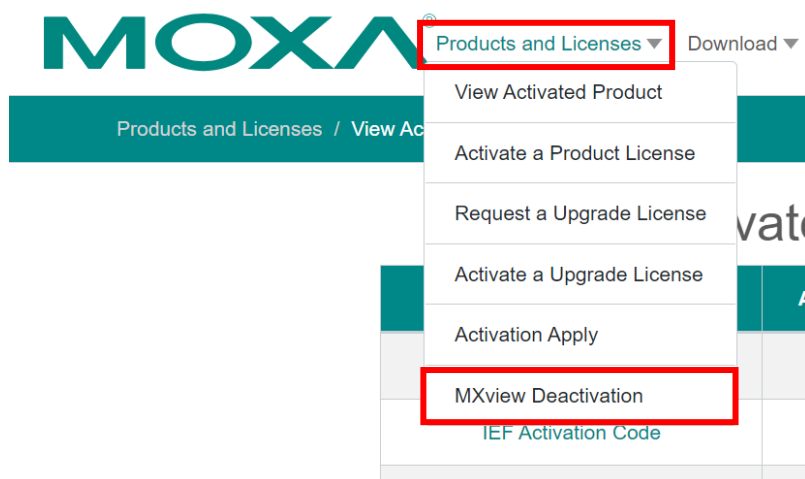 MOXA®
Products and Licenses ▼ Download ▼
View Activated Product
Products and Licenses / View Ac
Activate a Product License
Request a Upgrade License
Activate a Upgrade License
Activation Apply
MXview Deactivation
IEF Activation Code